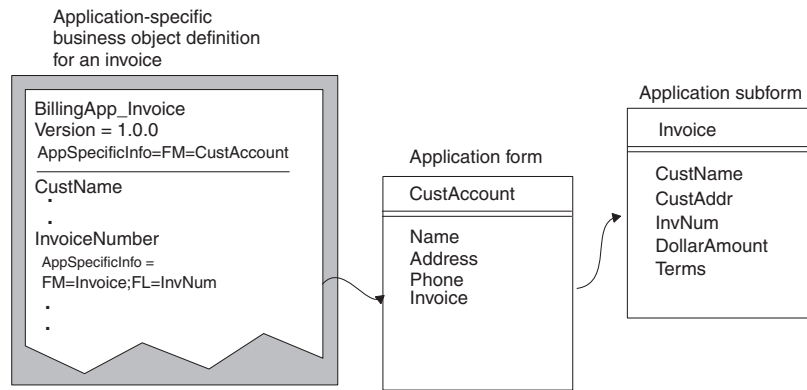 Application-specific
business object definition
for an invoice
BillingApp_Invoice
Version = 1.0.0
AppSpecificInfo=FM=CustAccount
CustName
.
.
InvoiceNumber
AppSpecificInfo =
FM=Invoice;FL=InvNum
.
.
Application form
CustAccount
Name
Address
Phone
Invoice
Application subform
Invoice
CustName
CustAddr
InvNum
DollarAmount
Terms